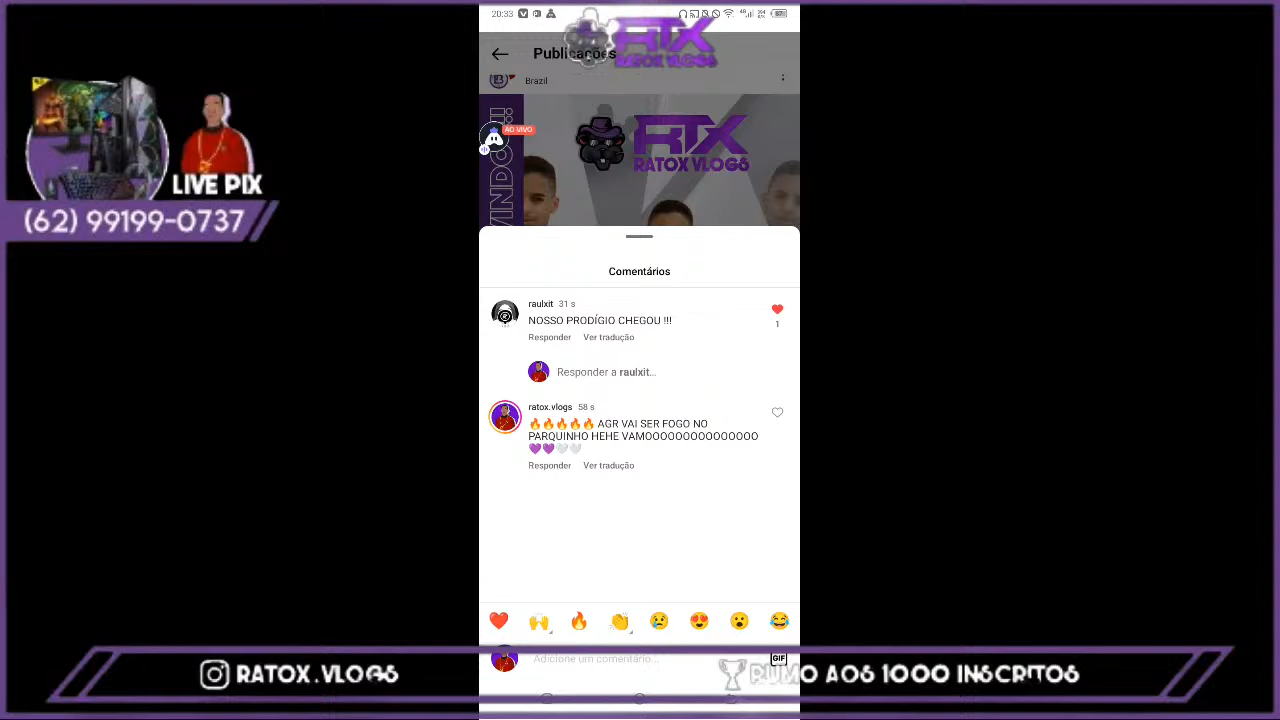 20:33
RTX
RATOX VLOGS
Publicações
Brazil
VINDO!!
AO VIVO
RTX
RATOX VLOGS
LIVE PIX
(62) 99199-0737
Comentários
raulxit 31 s
NOSSO PRODÍGIO CHEGOU !!!
1
Responder Ver tradução
Responder a raulxit...
ratox.vlogs 58 s
🔥🔥🔥🔥🔥 AGR VAI SER FOGO NO
PARQUINHO HEHE VAMOOOOOOOOOOOOOOO
💜💜🤍🤍
Responder Ver tradução
Adicione um comentário...
GIF
RATOX.VLOGS
RUMO AOS 1000 INSCRITOS